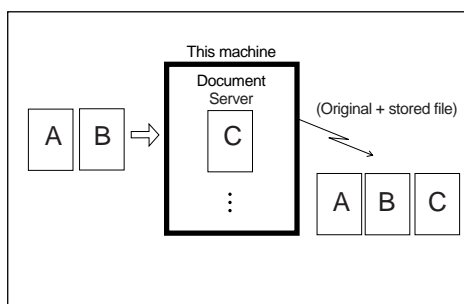 This machine
Document
Server
A B
C
(Original + stored file)
A B C